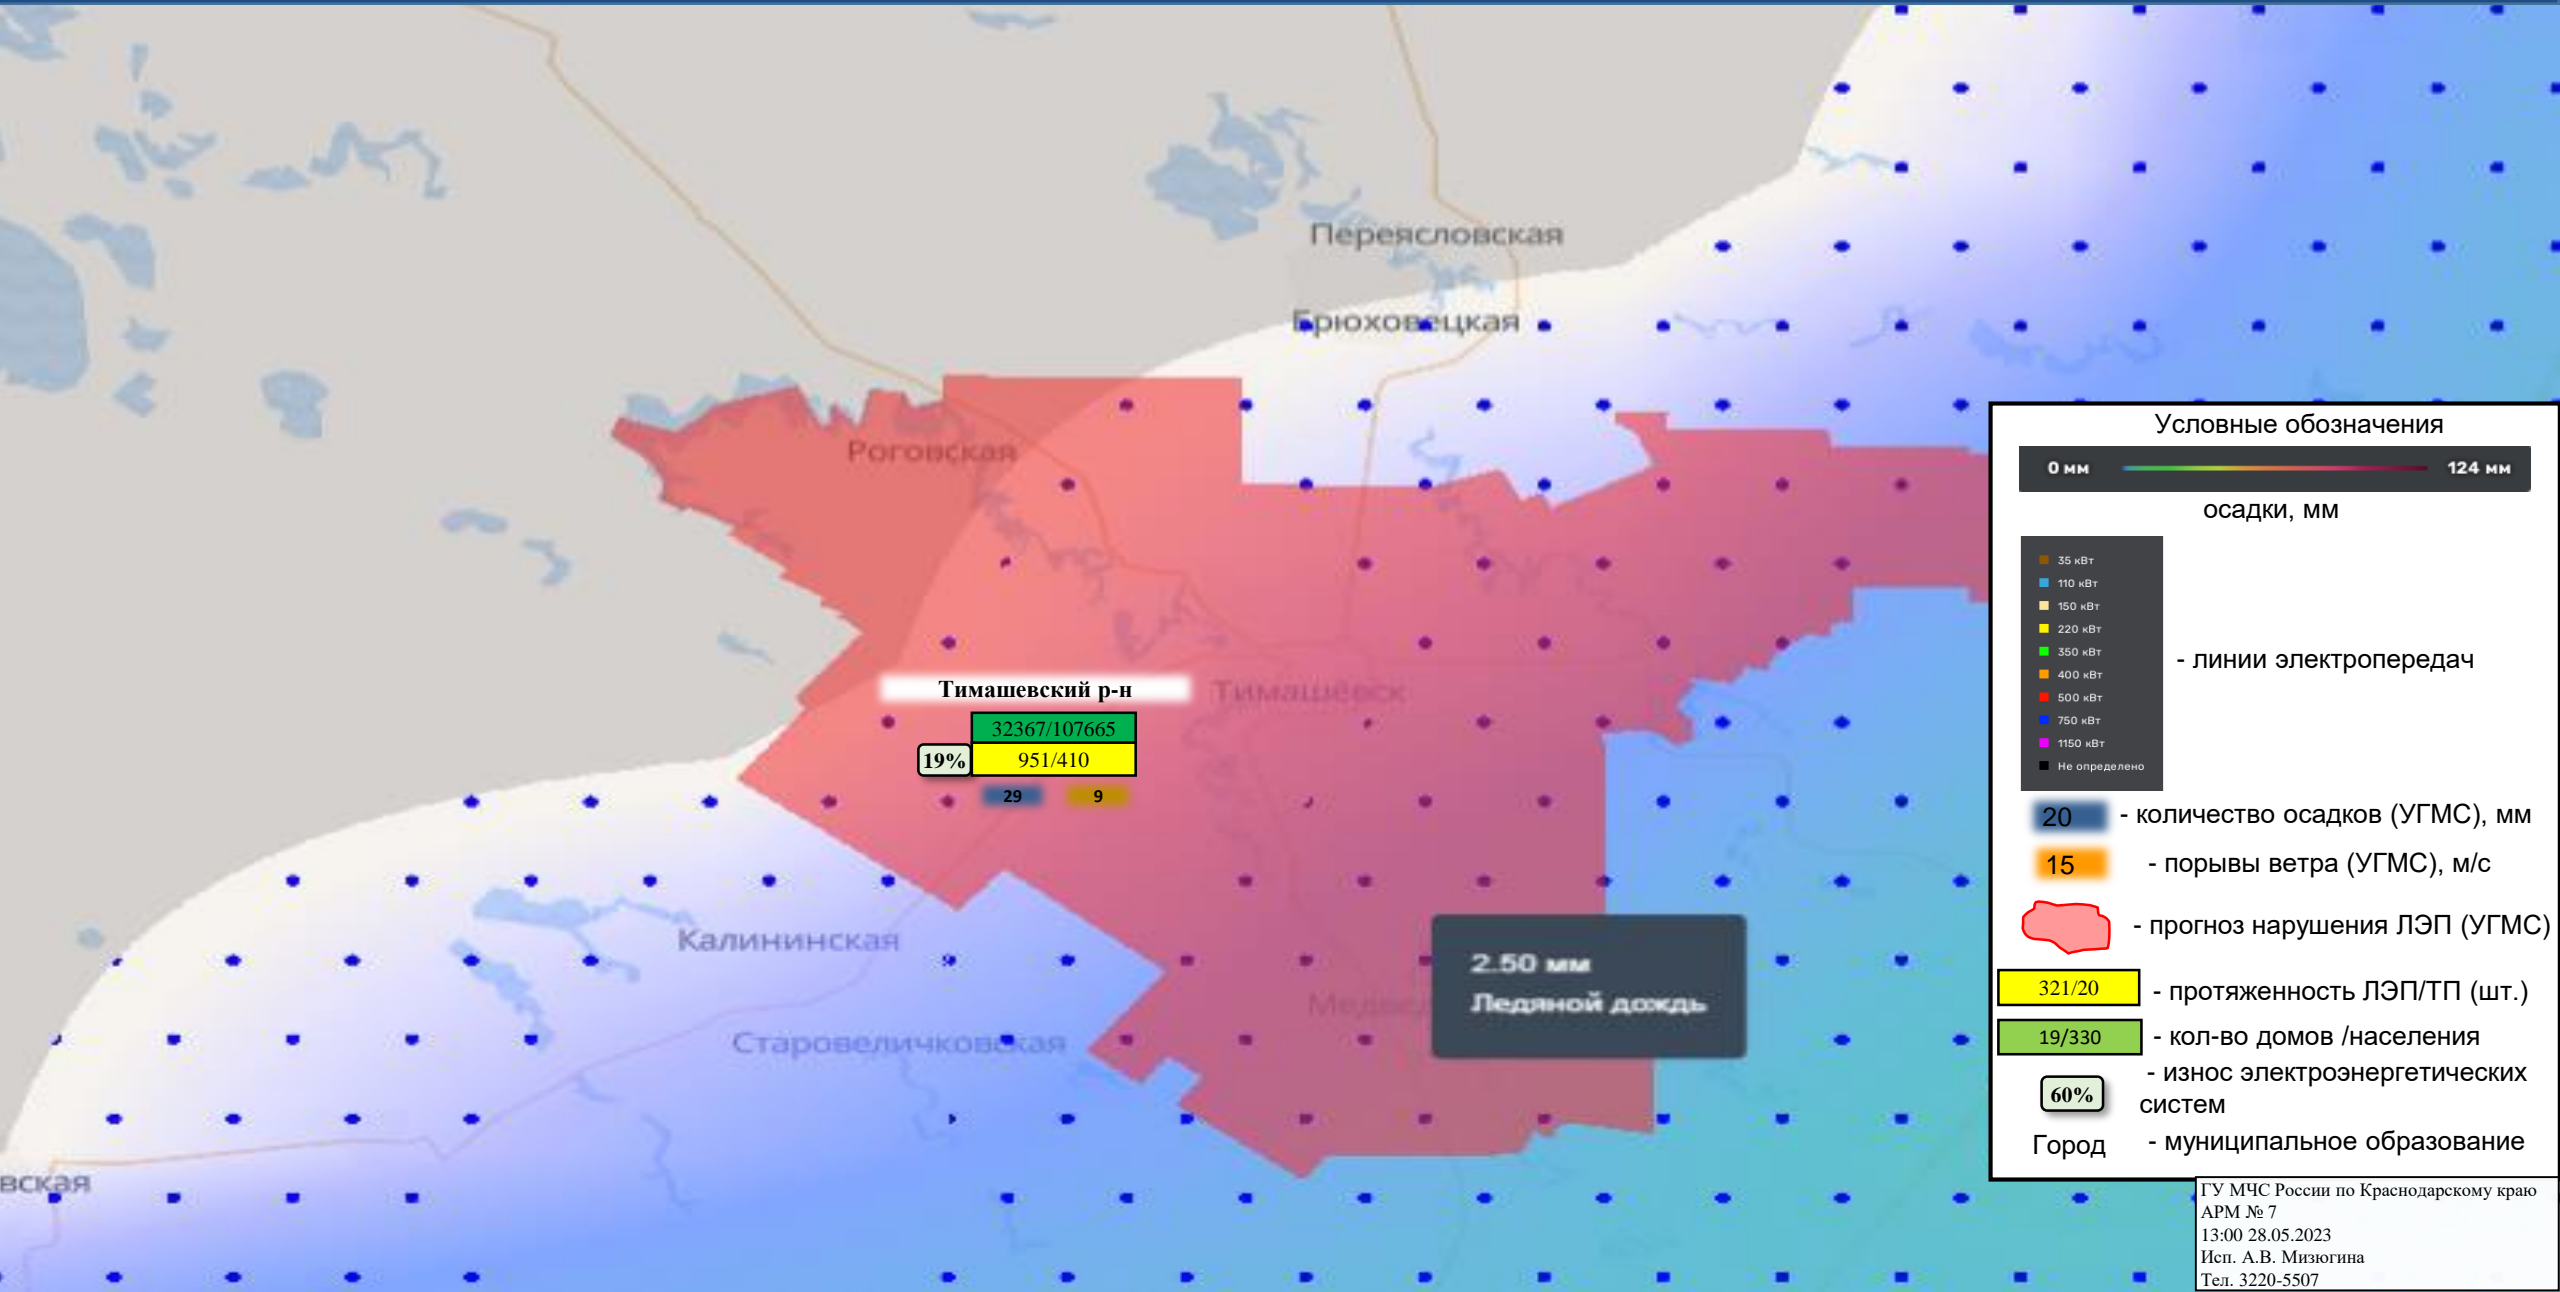 Переясловская
Брюховецкая
Роговская
Тимашевский р-н
Тимашёвск
32367/107665
19%
951/410
29
9
Калининская
Старовеличковская
2.50 мм
Ледяной дождь
вская
Условные обозначения
0 мм
124 мм
осадки, мм
35 кВт
110 кВт
150 кВт
220 кВт
350 кВт
400 кВт
500 кВт
750 кВт
1150 кВт
Не определено
- линии электропередач
20 - количество осадков (УГМС), мм
15 - порывы ветра (УГМС), м/с
- прогноз нарушения ЛЭП (УГМС)
321/20 - протяженность ЛЭП/ТП (шт.)
19/330 - кол-во домов /населения
60% - износ электроэнергетических
систем
Город - муниципальное образование
ГУ МЧС России по Краснодарскому краю
АРМ № 7
13:00 28.05.2023
Исп. А.В. Мизюгина
Тел. 3220-5507